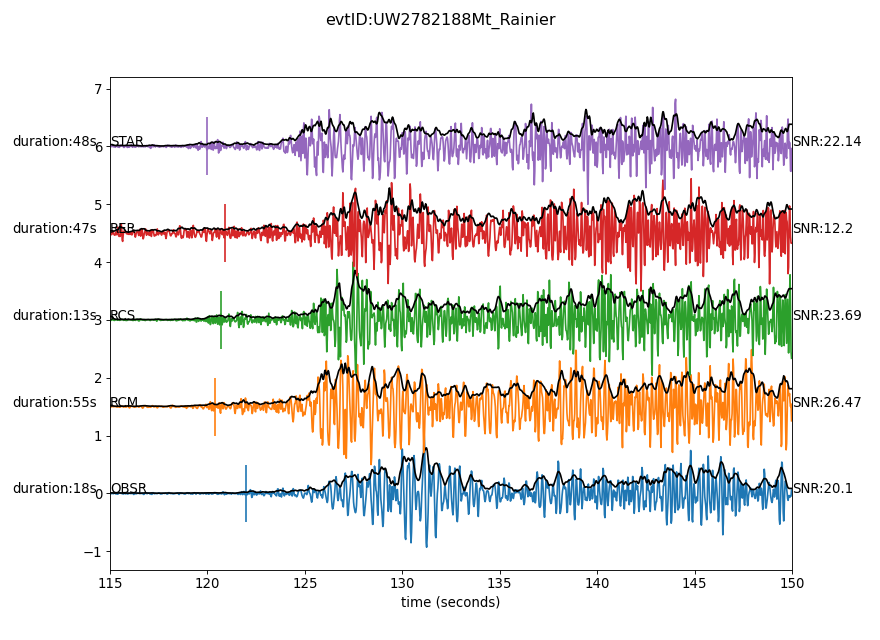 evtID:UW2782188Mt_Rainier
7
duration:48s 6 STAR SNR:22.14
5
duration:47s PER SNR:12.2
4
duration:13s 3 RCS SNR:23.69
2
duration:55s RCM SNR:26.47
1
duration:18s 0 OBSR SNR:20.1
−1
115 120 125 130 135 140 145 150
time (seconds)